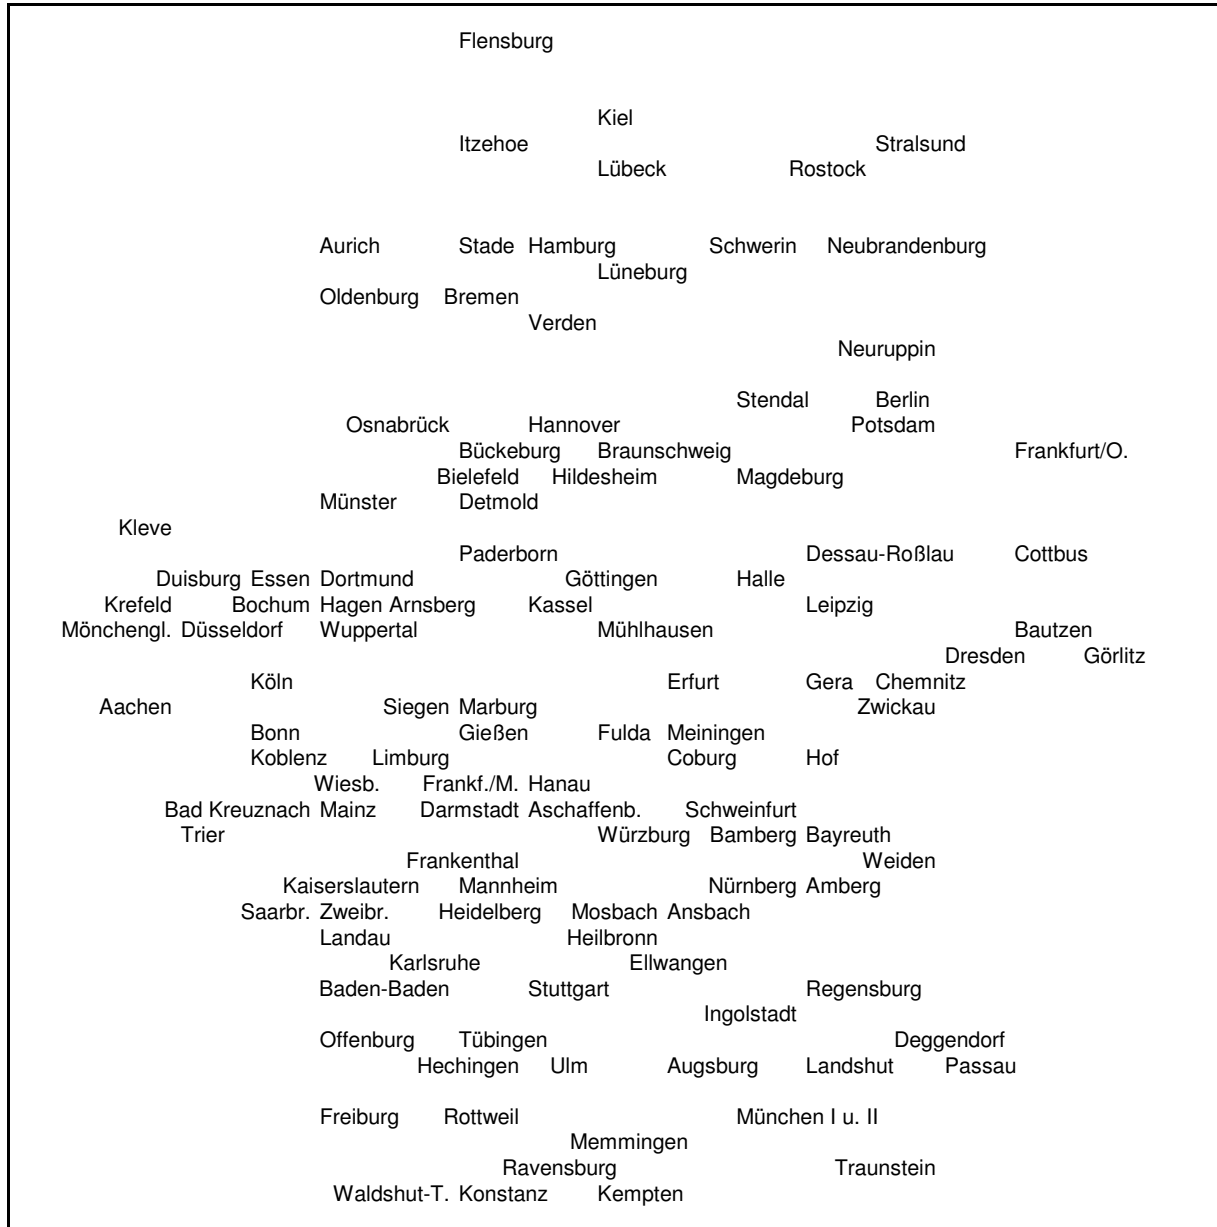 Flensburg
Kiel
Itzehoe Stralsund
Lübeck Rostock
Aurich Stade Hamburg Schwerin Neubrandenburg
Lüneburg
Oldenburg Bremen
Verden
Neuruppin
Stendal Berlin
Osnabrück Hannover Potsdam
Bückeburg Braunschweig Frankfurt/O.
Bielefeld Hildesheim Magdeburg
Münster Detmold
Kleve
Paderborn Dessau-Roßlau Cottbus
Duisburg Essen Dortmund Göttingen Halle
Krefeld Bochum Hagen Arnsberg Kassel Leipzig
Mönchengl. Düsseldorf Wuppertal Mühlhausen Bautzen
Dresden Görlitz
Köln Erfurt Gera Chemnitz
Aachen Siegen Marburg Zwickau
Bonn Gießen Fulda Meiningen
Koblenz Limburg Coburg Hof
Wiesb. Frankf./M. Hanau
Bad Kreuznach Mainz Darmstadt Aschaffenb. Schweinfurt
Trier Würzburg Bamberg Bayreuth
Frankenthal Weiden
Kaiserslautern Mannheim Nürnberg Amberg
Saarbr. Zweibr. Heidelberg Mosbach Ansbach
Landau Heilbronn
Karlsruhe Ellwangen
Baden-Baden Stuttgart Regensburg
Ingolstadt
Offenburg Tübingen Deggendorf
Hechingen Ulm Augsburg Landshut Passau
Freiburg Rottweil München I u. II
Memmingen
Ravensburg Traunstein
Waldshut-T. Konstanz Kempten